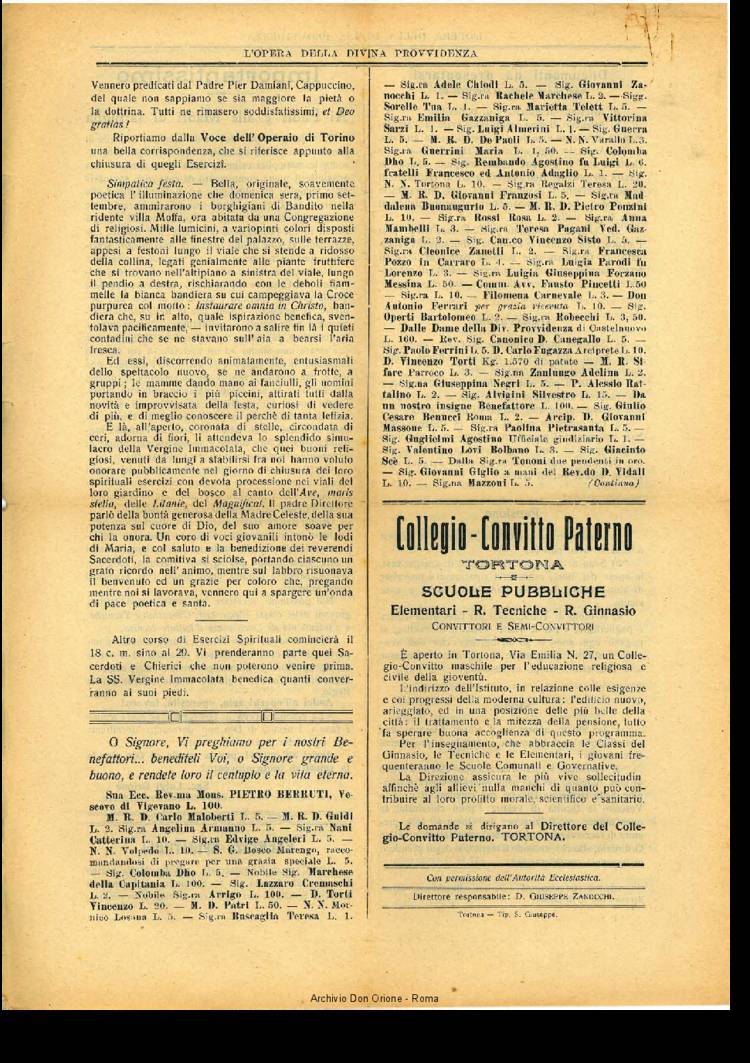 L'OPERA DELLA DIVINA PROVVIDENZA
Vennero predicati dal Padre Pier Damiani, Cappuccino,
del quale non sappiamo se sia maggiore la pietà o
la dottrina. Tutti ne rimasero soddisfatissimi, et Deo
gratias!
Riportiamo dalla Voce dell'Operaio di Torino
una bella corrispondenza, che si riferisce appunto alla
chiusura di quegli Esercizi.
Simpatica festa. — Bella, originale, soavemente
poetica l'illuminazione che domenica sera, primo set-
tembre, ammirarono i borghigiani di Bandito nella
ridente villa Moffa, ora abitata da una Congregazione
di religiosi. Mille lumicini, a variopinti colori disposti
fantasticamente alle finestre del palazzo, sulle terrazze,
appesi a festoni lungo il viale che si stende a ridosso
della collina, legati genialmente alle piante fruttifere
che si trovano nell'altipiano a sinistra del viale, lungo
il pendio a destra, rischiarando con le deboli fiam-
melle la bianca bandiera su cui campeggiava la Croce
purpurea col motto: Instaurare omnia in Christo, ban-
diera che, su in alto, quale ispirazione benefica, sven-
tolava pacificamente, — invitarono a salire fin là i quieti
contadini che se ne stavano sull'aia a bearsi l'aria
fresca.
Ed essi, discorrendo animatamente, entusiasmati
dello spettacolo nuovo, se ne andarono a frotte, a
gruppi; le mamme dando mano ai fanciulli, gli uomini
portando in braccio i più piccini, attirati tutti dalla
novità e improvvisata della festa, curiosi di vedere
di più, e di meglio conoscere il perchè di tanta letizia.
E là, all'aperto, coronata di stelle, circondata di
ceri, adorna di fiori, li attendeva lo splendido simu-
lacro della Vergine Immacolata, che quei buoni reli-
giosi, venuti da lungi a stabilirsi fra noi hanno voluto
onorare pubblicamente nel giorno di chiusura dei loro
spirituali esercizi con devota processione nei viali del
loro giardino e del bosco al canto dell'Ave, maris
stella, delle Litanie, del Magnificat. Il padre Direttore
parlò della bontà generosa della Madre Celeste, della sua
potenza sul cuore di Dio, del suo amore soave per
chi la onora. Un coro di voci giovanili intonò le lodi
di Maria, e col saluto e la benedizione dei reverendi
Sacerdoti, la comitiva si sciolse, portando ciascuno un
grato ricordo nell'animo, mentre sul labbro risuonava
il benvenuto ed un grazie per coloro che, pregando
mentre noi si lavorava, vennero qui a spargere un'onda
di pace poetica e santa.
Altro corso di Esercizi Spirituali comincierà il
18 c. m. sino al 29. Vi prenderanno parte quei Sa-
cerdoti e Chierici che non poterono venire prima.
La SS. Vergine Immacolata benedica quanti conver-
ranno ai suoi piedi.
O Signore, Vi preghiamo per i nostri Be-
nefattori... benediteli Voi, o Signore grande e
buono, e rendete loro il centuplo e la vita eterna.
Sua Ecc. Rev.ma Mons. PIETRO BERRUTI, Ve-
scovo di Vigevano L. 100.
M. R. D. Carlo Maloberti L. 5. — M. R. D. Guidi
L. 2. Sig.ra Angelina Armanno L. 5. — Sig.ra Nani
Catterina L. 10. — Sig.ra Edvige Angeleri L. 5. —
N. N. Volpedo L. 10. — S. G. Bosco Marengo, racco-
mandandosi di pregare per una grazia speciale L. 5.
— Sig. Colomba Dho L. 5. — Nobile Sig. Marchese
della Capitania L. 100. — Sig. Lazzaro Cremaschi
L. 2. — Nobile Sig.ra Arrigo L. 100. — D. Torti
Vincenzo L. 20. — M. D. Patri L. 50. — N. N. Mor-
nico Losana L. 5. — Sig.ra Buscaglia Teresa L. 1.
— Sig.ra Adele Chiodi L. 5. — Sig. Giovanni Za-
nocchi L. 1. — Sig.ra Rachele Marchese L. 2. — Sigg.
Sorelle Tua L. 1. — Sig.ra Marietta Telett L. 5. —
Sig.ra Emilia Gazzaniga L. 5. — Sig.ra Vittorina
Sarzi L. 1. — Sig. Luigi Almerini L. 1. — Sig. Guerra
L. 5. — M. R. D. De Paoli L. 5. — N. N. Varallo L. 3.
Sig.ra Guerrini Maria L. 1, 50. — Sig. Colomba
Dho L. 5. — Sig. Rembando Agostino fu Luigi L. 6.
fratelli Francesco ed Antonio Adaglio L. 1. — Sig.
N. N. Tortona L. 10. — Sig.ra Regalzi Teresa L. 20.
— M. R. D. Giovanni Franzosi L. 5. — Sig.ra Mad-
dalena Buonaugurio L. 5. — M. R. D. Pietro Ponzini
L. 10. — Sig.ra Rossi Rosa L. 2. — Sig.ra Anna
Mambelli L. 3. — Sig.ra Teresa Pagani Ved. Gaz-
zaniga L. 2. — Sig. Can.co Vincenzo Sisto L. 5. —
Sig.ra Cleonice Zanelli L. 2. — Sig.ra Francesca
Pozzo in Carraro L. 4. — Sig.ra Luigia Parodi fu
Lorenzo L. 3. — Sig.ra Luigia Giuseppina Forzano
Messina L. 50. — Comm. Avv. Fausto Pincetti L. 50
— Sig.ra L. 10. — Filomena Carnevale L. 3. — Don
Antonio Ferrari per grazia ricevuta L. 10. — Sig.
Operti Bartolomeo L. 2. — Sig.ra Robecchi L. 3, 50.
— Dalle Dame della Div. Provvidenza di Castelnuovo
L. 160. — Rev. Sig. Canonico D. Canegallo L. 5. —
Sig. Paolo Ferrini L. 5. D. Carlo Fugazza Arciprete L. 10.
D. Vincenzo Torti Kg. 1.570 di patate — M. R. Si-
fare Parroco L. 3. — Sig.na Zanlungo Adelina L. 2.
— Sig.na Giuseppina Negri L. 5. — P. Alessio Rat-
talino L. 2. — Sig. Alvigini Silvestro L. 15. — Da
un nostro insigne Benefattore L. 100. — Sig. Giulio
Cesare Benucci Roma L. 2. — Arcip. D. Giovanni
Massone L. 5. — Sig.ra Paolina Pietrasanta L. 5. —
Sig. Guglielmi Agostino Ufficiale giudiziario L. 1. —
Sig. Valentino Lovi Bolbano L. 3. — Sig. Giacinto
Scè L. 5. — Dalla Sig.ra Tononi due pendenti in oro.
— Sig. Giovanni Giglio a mani del Rev.do D. Vidali
L. 10. — Sig.na Mazzoni L. 5. (Continua)
Collegio-Convitto Paterno
TORTONA
SCUOLE PUBBLICHE
Elementari - R. Tecniche - R. Ginnasio
CONVITTORI E SEMI-CONVITTORI
È aperto in Tortona, Via Emilia N. 27, un Colle-
gio-Convitto maschile per l'educazione religiosa e
civile della gioventù.
L'indirizzo dell'Istituto, in relazione colle esigenze
e coi progressi della moderna cultura: l'edificio nuovo,
arieggiato, ed in una posizione delle più belle della
città: il trattamento e la mitezza della pensione, tutto
fa sperare buona accoglienza di questo programma.
Per l'insegnamento, che abbraccia le Classi del
Ginnasio, le Tecniche e le Elementari, i giovani fre-
quenteranno le Scuole Comunali e Governative.
La Direzione assicura le più vive sollecitudin
affinchè agli allievi nulla manchi di quanto può con-
tribuire al loro profitto morale, scientifico e sanitario.
Le domande si dirigano al Direttore del Colle-
gio-Convitto Paterno. TORTONA.
Con permissione dell'Autorità Ecclesiastica.
Direttore responsabile: D. GIUSEPPE ZANOCCHI.
Tortona — Tip. S. Giuseppe.
Archivio Don Orione - Roma